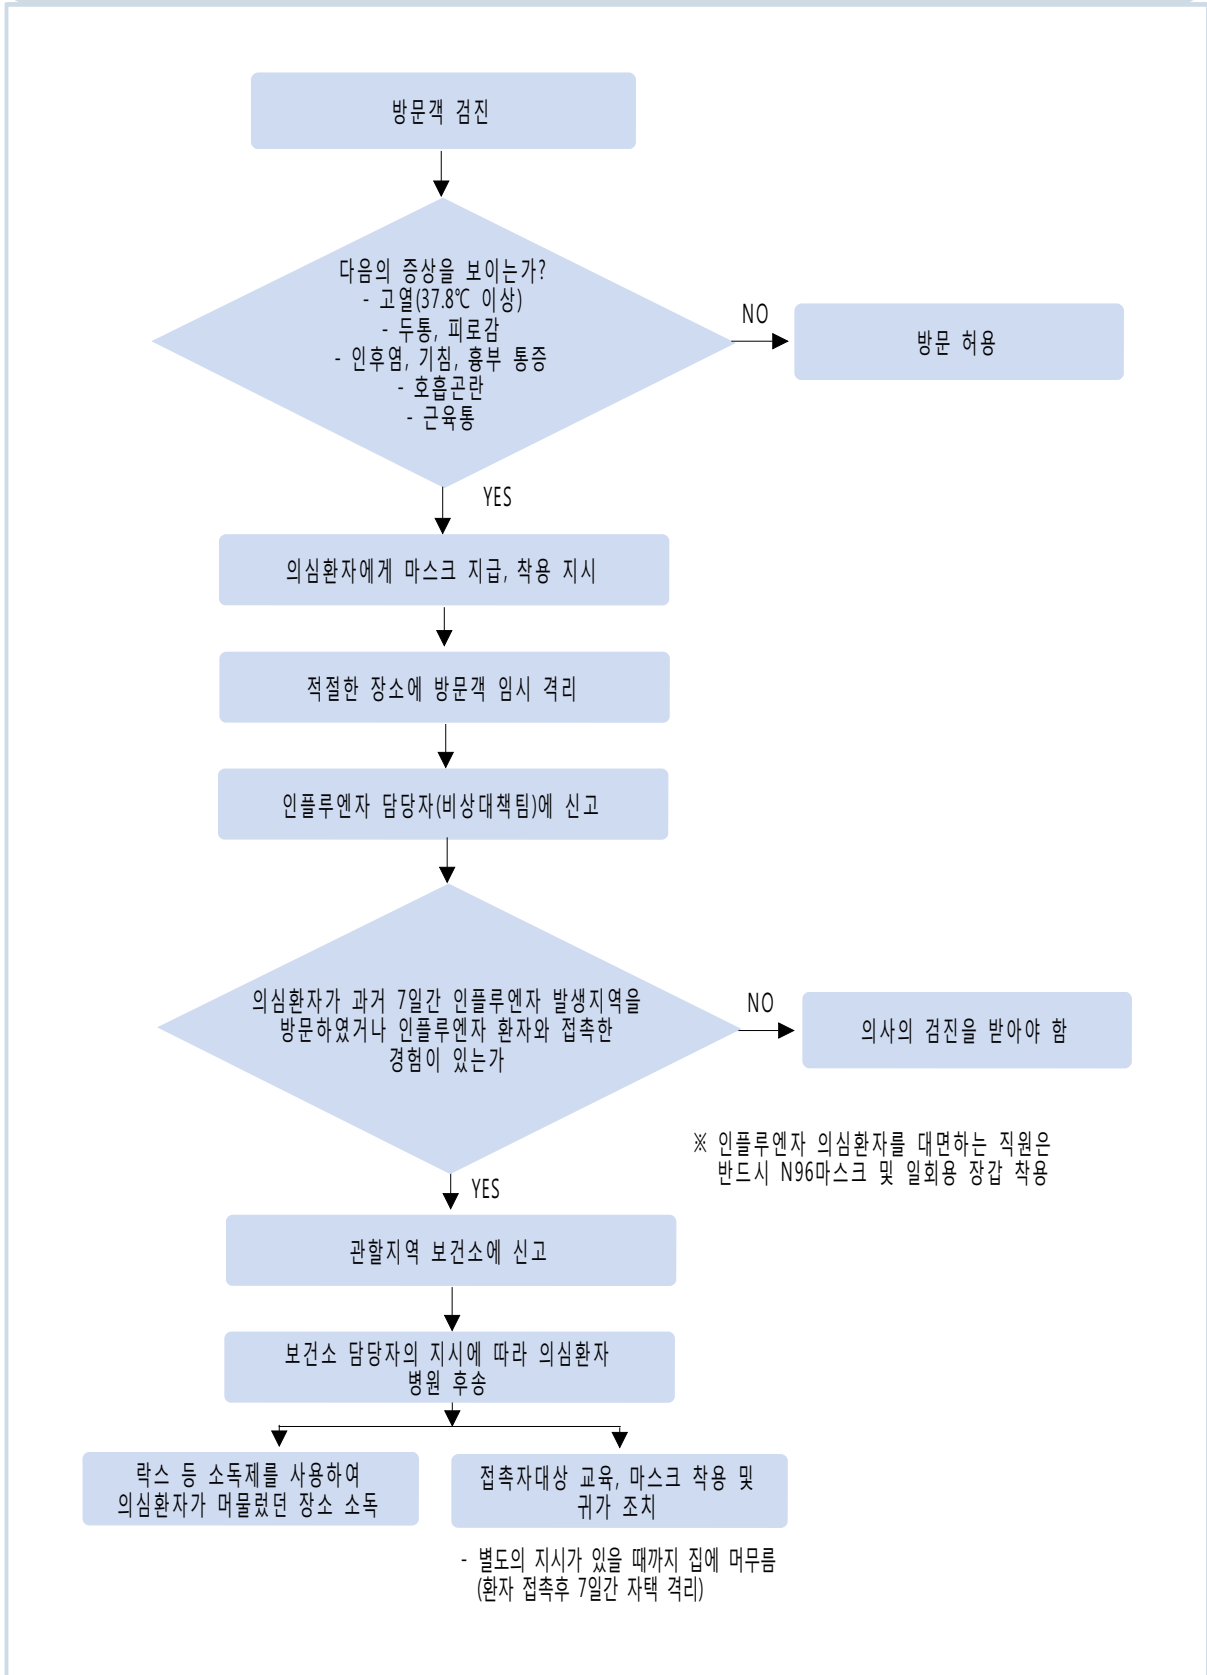 방문객 검진
다음의 증상을 보이는가?
- 고열(37.8℃ 이상)
- 두통, 피로감
- 인후염, 기침, 흉부 통증
- 호흡곤란
- 근육통
NO
방문 허용
YES
의심환자에게 마스크 지급, 착용 지시
적절한 장소에 방문객 임시 격리
인플루엔자 담당자(비상대책팀)에 신고
의심환자가 과거 7일간 인플루엔자 발생지역을
방문하였거나 인플루엔자 환자와 접촉한
경험이 있는가
NO
의사의 검진을 받아야 함
※ 인플루엔자 의심환자를 대면하는 직원은
반드시 N96마스크 및 일회용 장갑 착용
YES
관할지역 보건소에 신고
보건소 담당자의 지시에 따라 의심환자
병원 후송
락스 등 소독제를 사용하여
의심환자가 머물렀던 장소 소독
접촉자대상 교육, 마스크 착용 및
귀가 조치
- 별도의 지시가 있을 때까지 집에 머무름
(환자 접촉후 7일간 자택 격리)